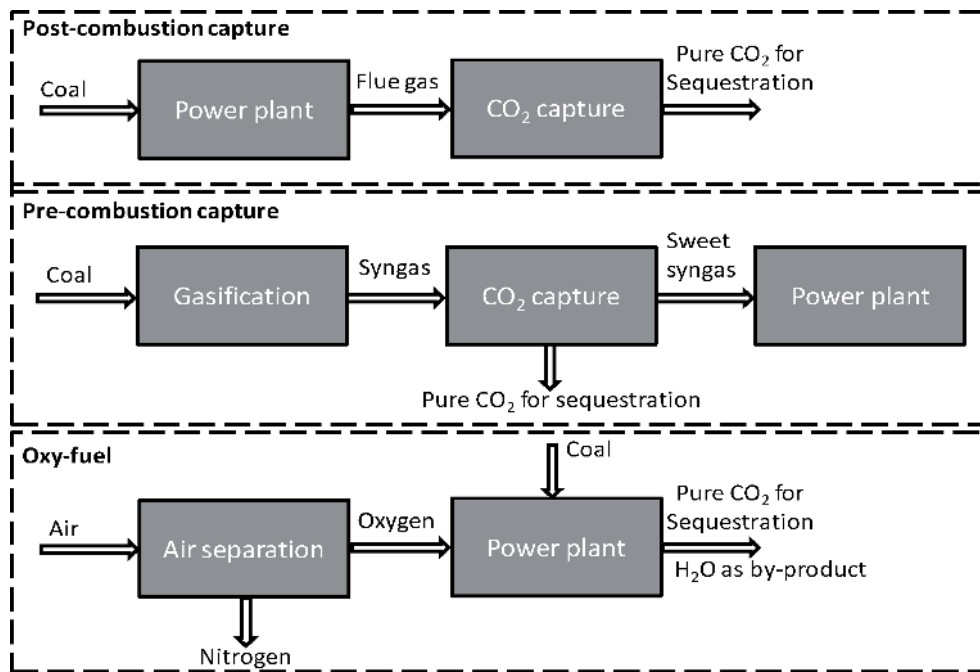 Post-combustion capture
Coal
Power plant
Flue gas
CO₂ capture
Pure CO₂ for
Sequestration
Pre-combustion capture
Coal
Gasification
Syngas
CO₂ capture
Sweet
syngas
Power plant
Pure CO₂ for sequestration
Oxy-fuel
Air
Air separation
Nitrogen
Oxygen
Coal
Power plant
Pure CO₂ for
Sequestration
H₂O as by-product